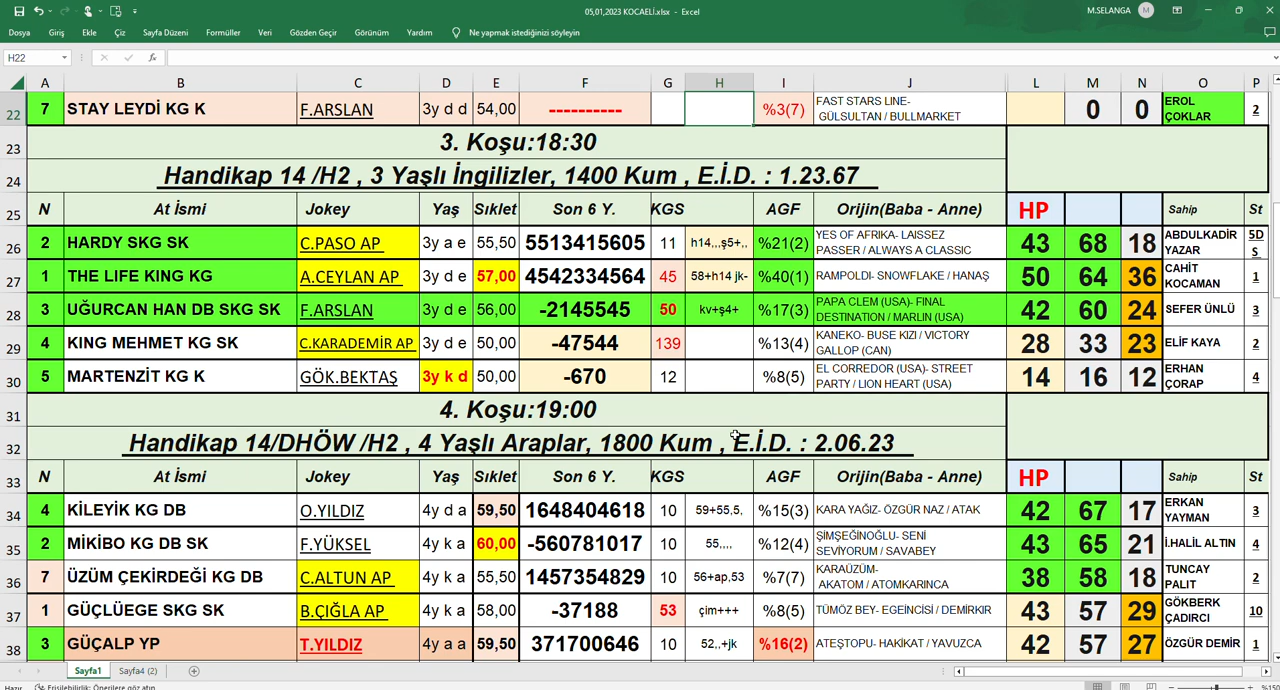 05,01,2023 KOCAELİ.xlsx - Excel
M.SELANGA M
Dosya Giriş Ekle Çiz Sayfa Düzeni Formüller Veri Gözden Geçir Görünüm Yardım Ne yapmak istediğinizi söyleyin
H22 fx
A B C D E F G H I J L M N O P
22 7 STAY LEYDİ KG K F.ARSLAN 3y d d 54,00 ---------- %3(7) FAST STARS LINE- GÜLSULTAN / BULLMARKET 0 0 EROL ÇOKLAR 2
23 3. Koşu:18:30
24 Handikap 14 /H2 , 3 Yaşlı İngilizler, 1400 Kum , E.İ.D. : 1.23.67
25 N At İsmi Jokey Yaş Sıklet Son 6 Y. KGS AGF Orijin(Baba - Anne) HP Sahip St
26 2 HARDY SKG SK C.PASO AP 3y a e 55,50 5513415605 11 h14,,,ş5+,, %21(2) YES OF AFRIKA- LAISSEZ PASSER / ALWAYS A CLASSIC 43 68 18 ABDULKADİR YAZAR 5DS
27 1 THE LIFE KING KG A.CEYLAN AP 3y d e 57,00 4542334564 45 58+h14 jk- %40(1) RAMPOLDI- SNOWFLAKE / HANAŞ 50 64 36 CAHİT KOCAMAN 1
28 3 UĞURCAN HAN DB SKG SK F.ARSLAN 3y d e 56,00 -2145545 50 kv+ş4+ %17(3) PAPA CLEM (USA)- FINAL DESTINATION / MARLIN (USA) 42 60 24 SEFER ÜNLÜ 3
29 4 KING MEHMET KG SK C.KARADEMİR AP 3y d e 50,00 -47544 139 %13(4) KANEKO- BUSE KIZI / VICTORY GALLOP (CAN) 28 33 23 ELİF KAYA 2
30 5 MARTENZİT KG K GÖK.BEKTAŞ 3y k d 50,00 -670 12 %8(5) EL CORREDOR (USA)- STREET PARTY / LION HEART (USA) 14 16 12 ERHAN ÇORAP 4
31 4. Koşu:19:00
32 Handikap 14/DHÖW /H2 , 4 Yaşlı Araplar, 1800 Kum , E.İ.D. : 2.06.23
33 N At İsmi Jokey Yaş Sıklet Son 6 Y. KGS AGF Orijin(Baba - Anne) HP Sahip St
34 4 KİLEYİK KG DB O.YILDIZ 4y d a 59,50 1648404618 10 59+55,5, %15(3) KARA YAĞIZ- ÖZGÜR NAZ / ATAK 42 67 17 ERKAN YAYMAN 3
35 2 MİKİBO KG DB SK F.YÜKSEL 4y k a 60,00 -560781017 10 55,,,, %12(4) ŞİMŞEĞİNOĞLU- SENİ SEVİYORUM / SAVABEY 43 65 21 İ.HALİL ALTIN 4
36 7 ÜZÜM ÇEKİRDEĞİ KG DB C.ALTUN AP 4y k a 55,50 1457354829 10 56+ap,53 %7(7) KARAÜZÜM- AKATOM / ATOMKARINCA 38 58 18 TUNCAY PALIT 2
37 1 GÜÇLÜEGE SKG SK B.ÇIĞLA AP 4y k a 58,00 -37188 53 çim+++ %8(5) TÜMÖZ BEY- EGEİNCİSİ / DEMİRKIR 43 57 29 GÖKBERK ÇADIRCI 10
38 3 GÜÇALP YP T.YILDIZ 4y a a 59,50 371700646 10 52,,+jk %16(2) ATEŞTOPU- HAKİKAT / YAVUZCA 42 57 27 ÖZGÜR DEMİR 1
Sayfa1 Sayfa4 (2)
Hazır Erişilebilirlik: Önerilere göz atın %150